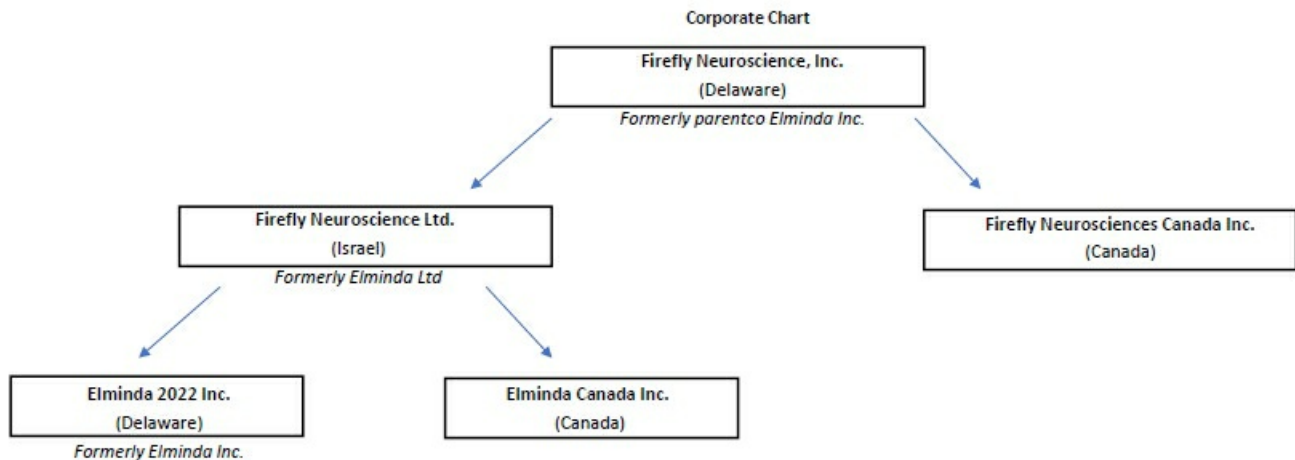 Corporate Chart
Firefly Neuroscience, Inc.
(Delaware)
Formerly parentco Elminda Inc.
Firefly Neuroscience Ltd.
(Israel)
Formerly Elminda Ltd
Firefly Neurosciences Canada Inc.
(Canada)
Elminda 2022 Inc.
(Delaware)
Formerly Elminda Inc.
Elminda Canada Inc.
(Canada)